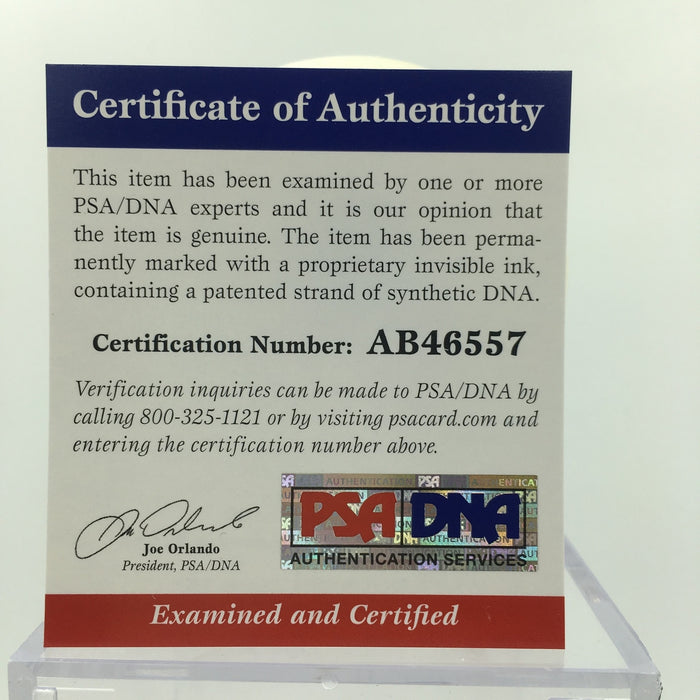 Certificate of Authenticity
This item has been examined by one or more
PSA/DNA experts and it is our opinion that
the item is genuine. The item has been perma-
nently marked with a proprietary invisible ink,
containing a patented strand of synthetic DNA.
Certification Number: AB46557
Verification inquiries can be made to PSA/DNA by
calling 800-325-1121 or by visiting psacard.com and
entering the certification number above.
Joe Orlando
President, PSA/DNA
PSA DNA
AUTHENTICATION SERVICES
Examined and Certified